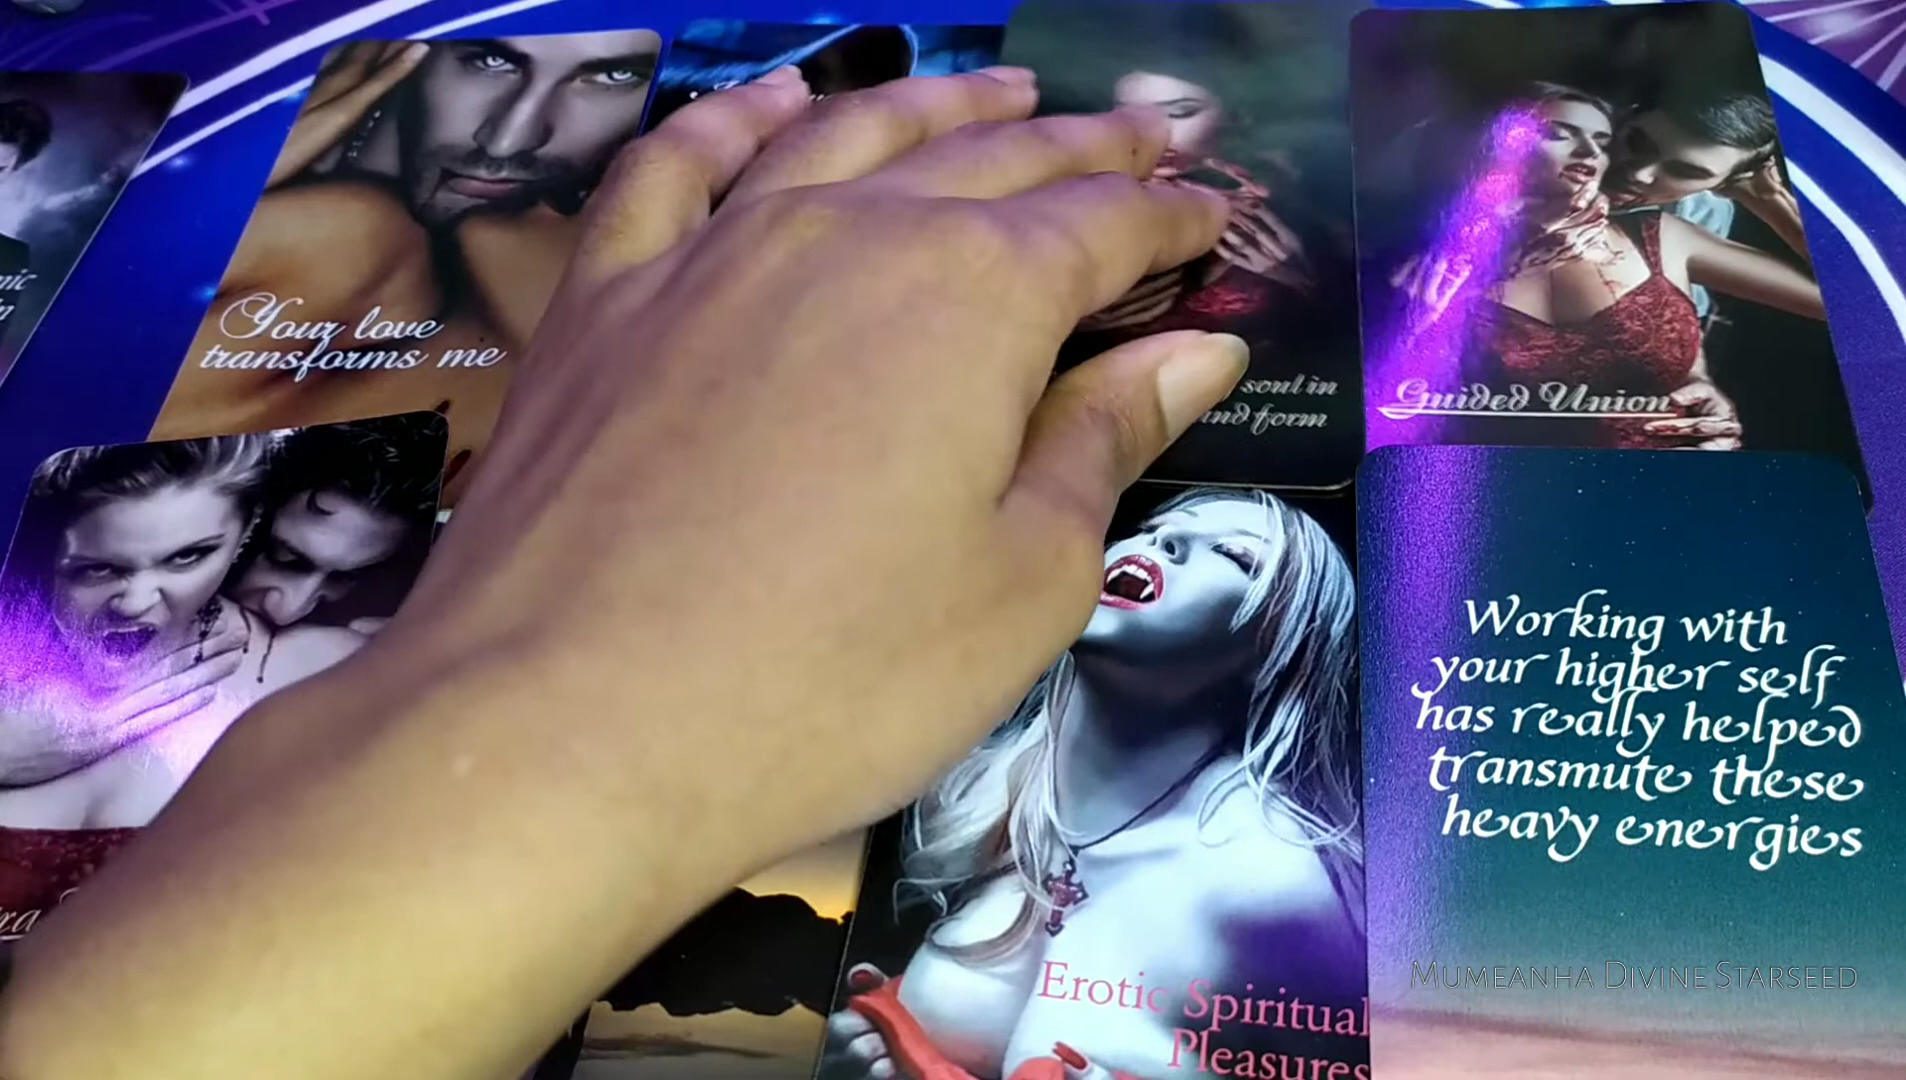 Your love
transforms me
soul in
and form
Guided Union
Working with
your higher self
has really helped
transmute these
heavy energies
Erotic Spiritual
Pleasures
MUMEANHA DIVINE STARSEED